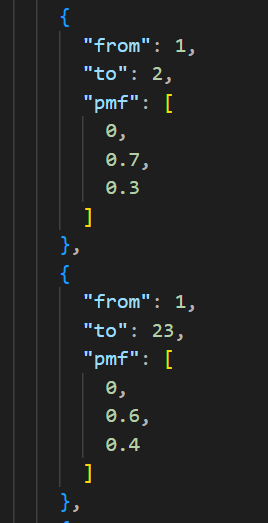 {
"from": 1,
"to": 2,
"pmf": [
0,
0.7,
0.3
]
},
{
"from": 1,
"to": 23,
"pmf": [
0,
0.6,
0.4
]
},